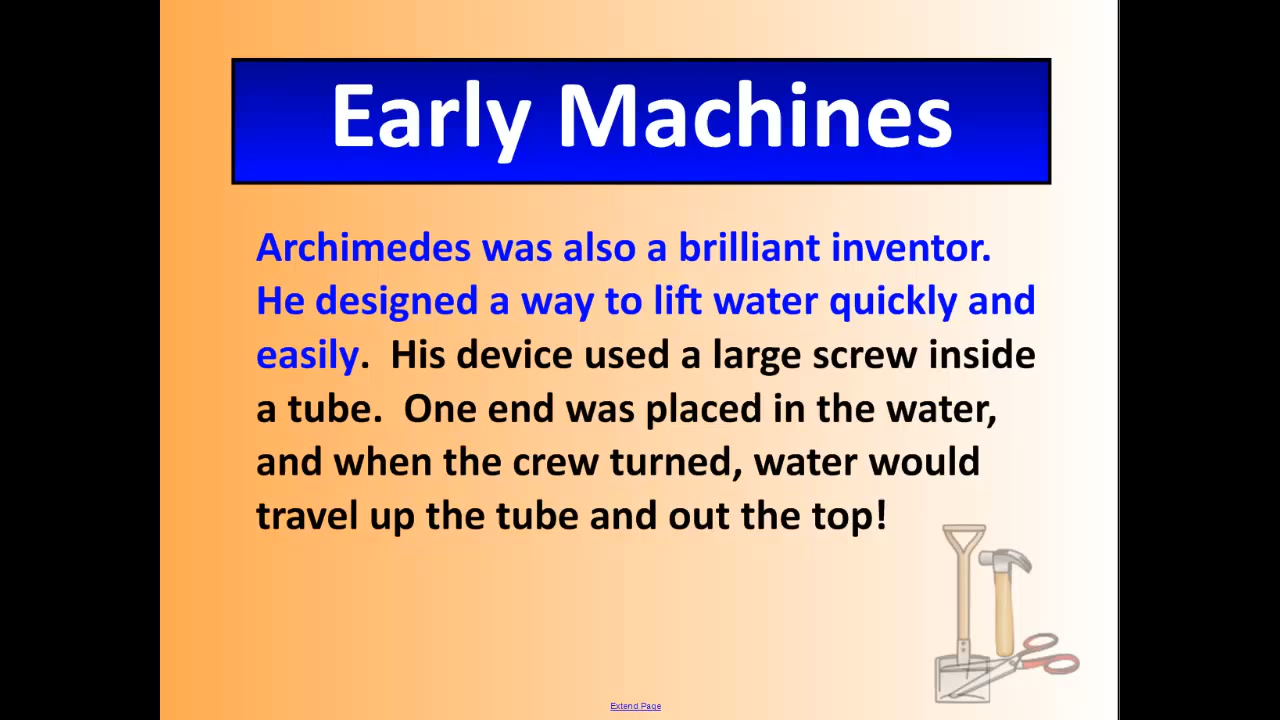 Early Machines
Archimedes was also a brilliant inventor.
He designed a way to lift water quickly and
easily.  His device used a large screw inside
a tube.  One end was placed in the water,
and when the crew turned, water would
travel up the tube and out the top!
Extend Page